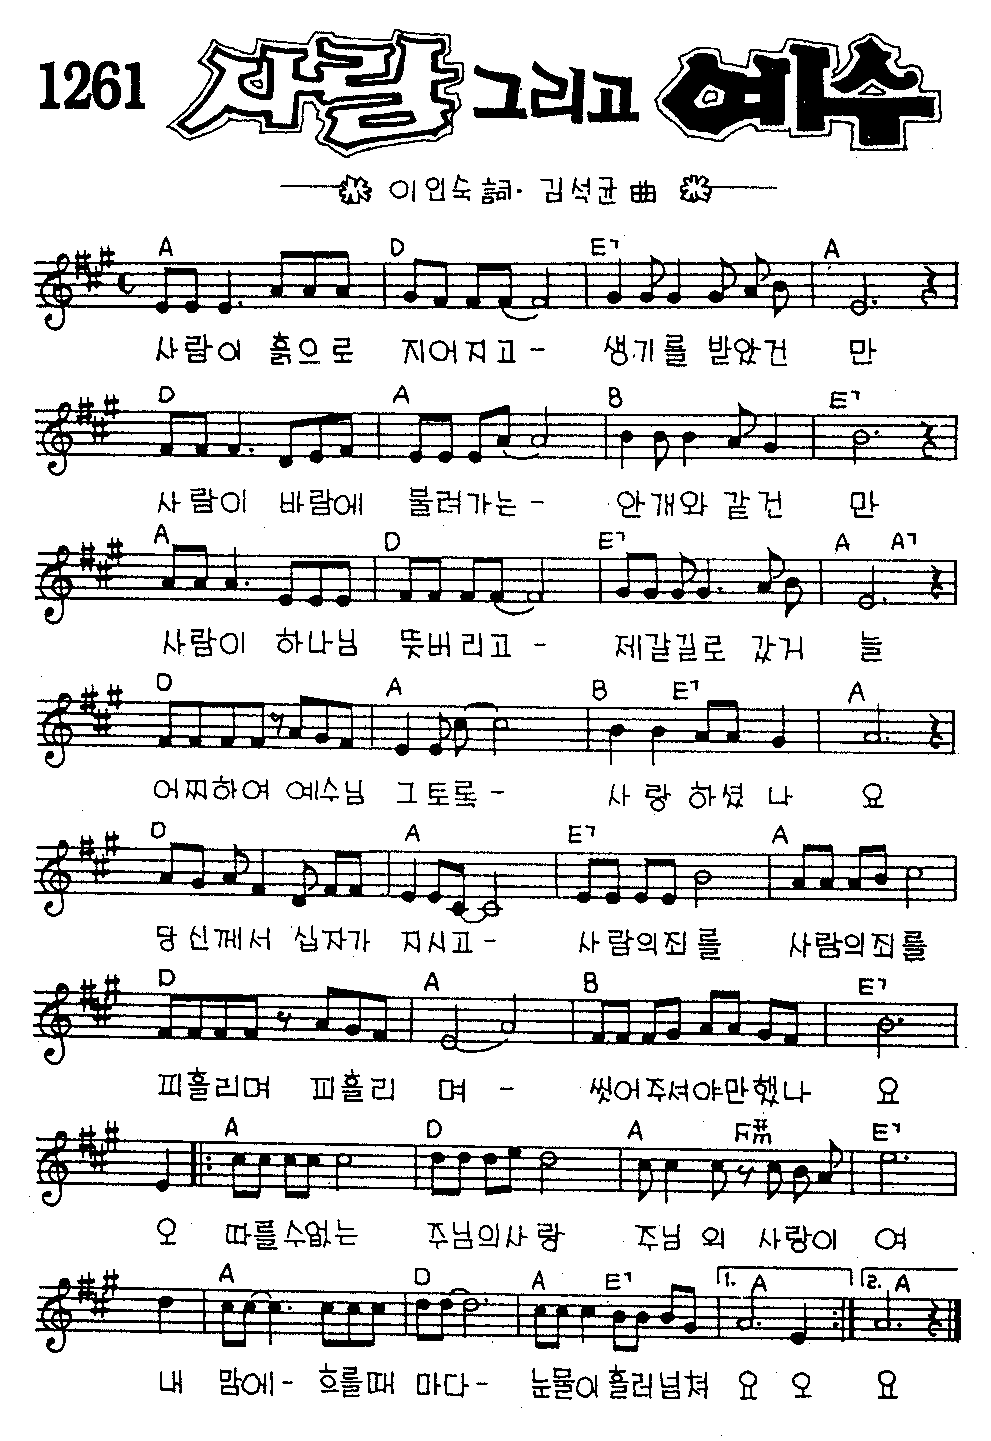 1261 사람 그리고 예수
이인숙 詞· 김석균 曲
A D E7 A
사람이 흙으로 지어지고- 생기를 받았건 만
D A B E7
사람이 바람에 불려가는- 안개와 같건 만
A D E7 A A7
사람이 하나님 뜻버리고 - 제갈길로 갔거 늘
D A B E7 A
어찌하여 예수님 그토록- 사랑 하셨 나 요
D A E7 A
당신께서 십자가 지시고- 사람의죄를 사람의죄를
D A B E7
피흘리며 피흘리 며 - 씻어주셔야만했나 요
A D A F#m E7
오 따를수없는 주님의사랑 주님 의 사랑이 여
A D A E7 1. A 2. A
내 맘에- 흐를때 마다- 눈물이흘러넘쳐 요 오 요